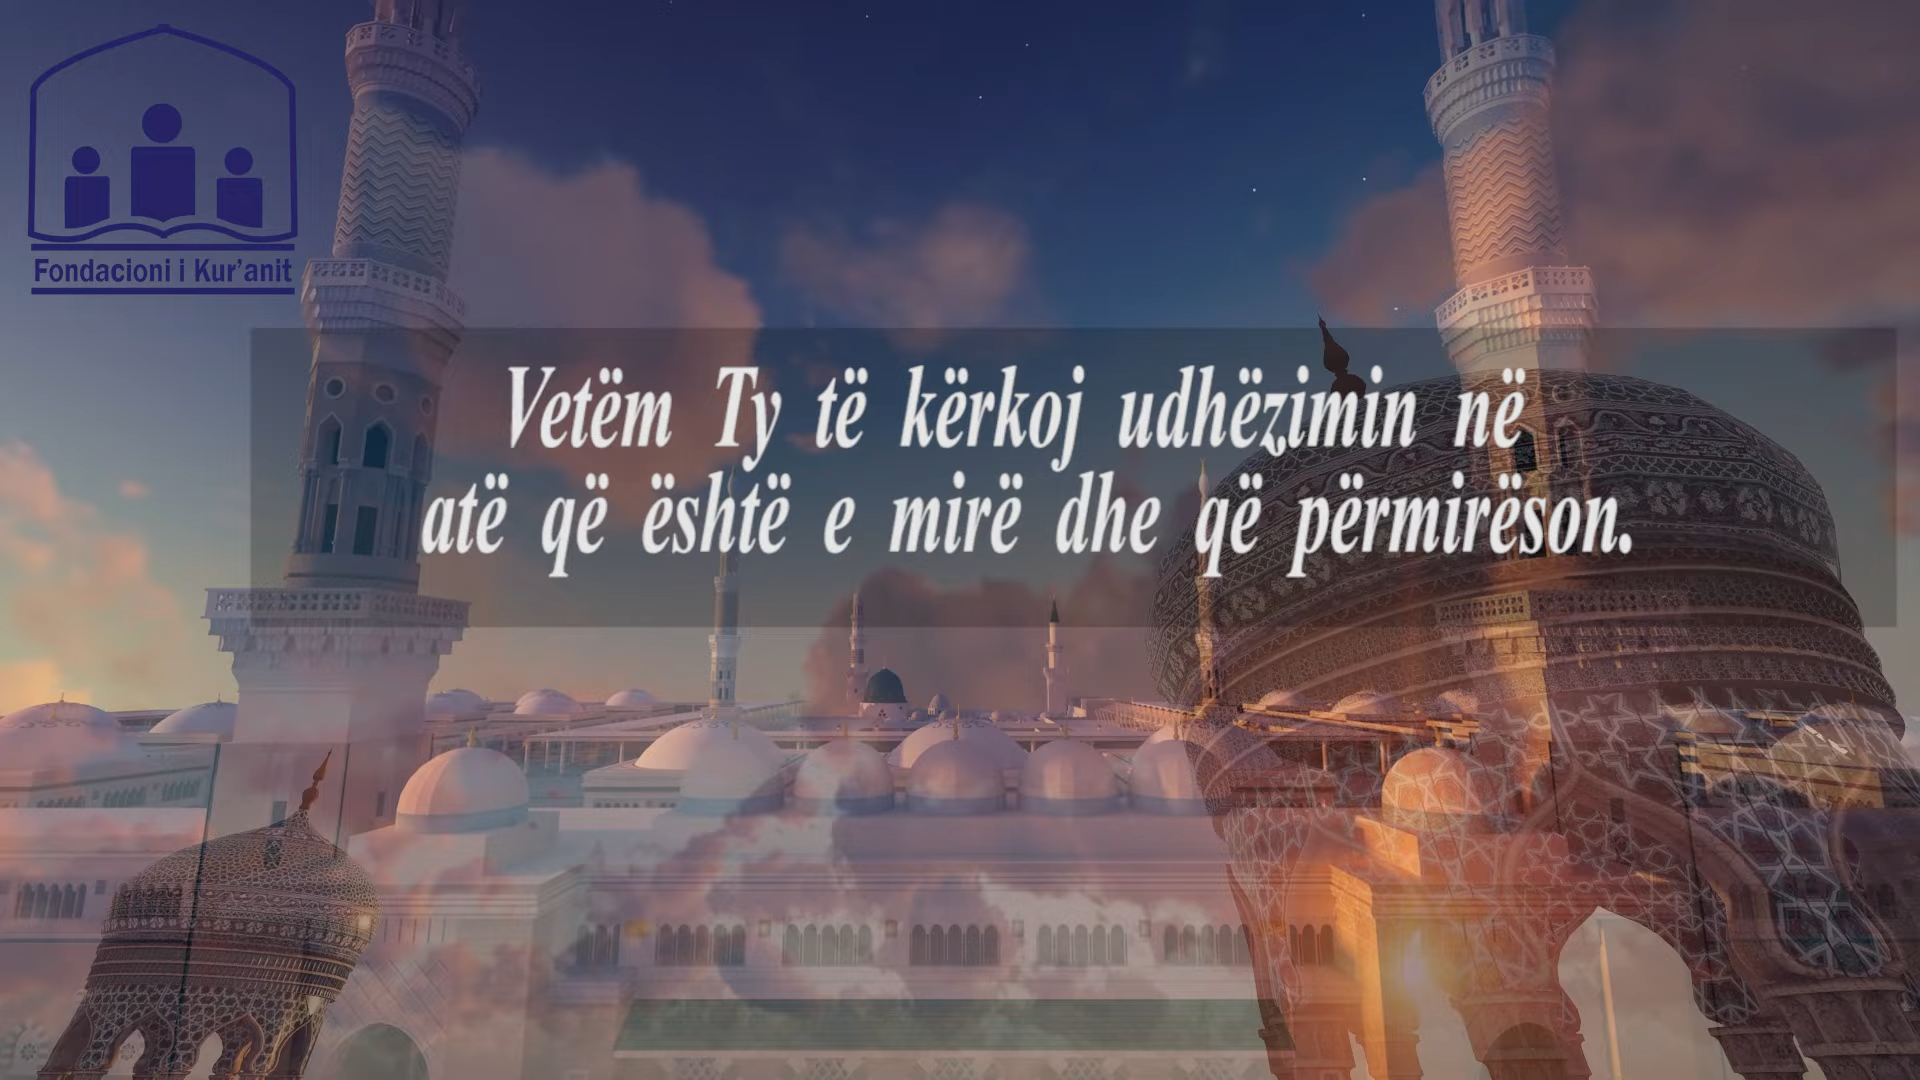 Fondacioni i Kur'anit
Vetëm Ty të kërkoj udhëzimin në
atë që është e mirë dhe që përmirëson.